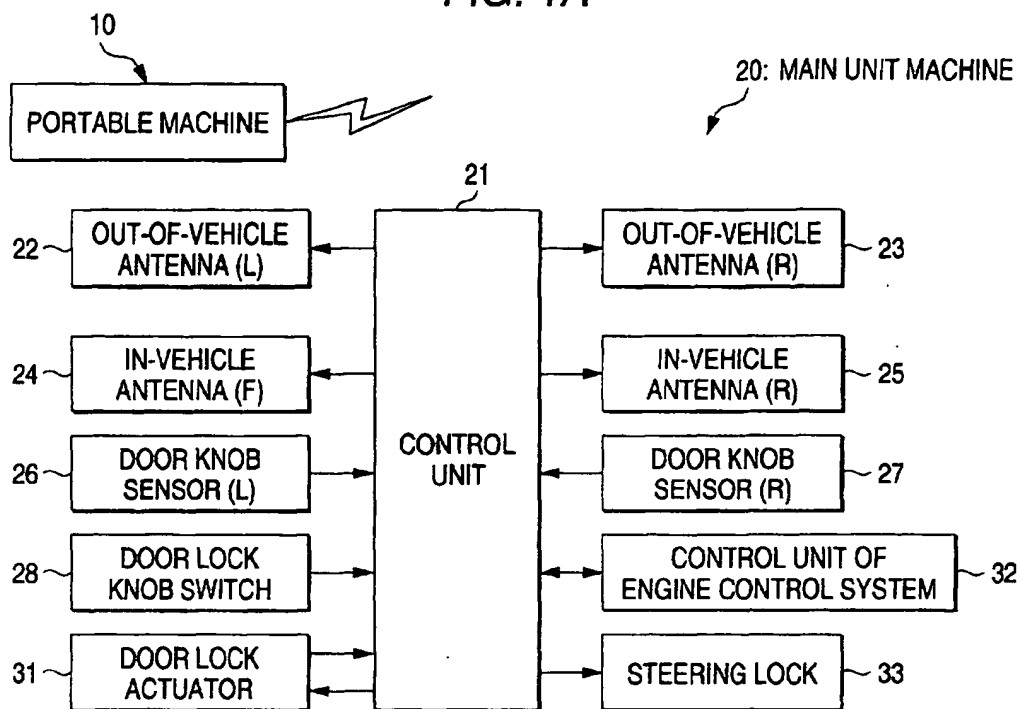 10
20: MAIN UNIT MACHINE
PORTABLE MACHINE
21
22
OUT-OF-VEHICLE
ANTENNA (L)
OUT-OF-VEHICLE
ANTENNA (R)
23
24
IN-VEHICLE
ANTENNA (F)
IN-VEHICLE
ANTENNA (R)
25
CONTROL
UNIT
26
DOOR KNOB
SENSOR (L)
DOOR KNOB
SENSOR (R)
27
28
DOOR LOCK
KNOB SWITCH
CONTROL UNIT OF
ENGINE CONTROL SYSTEM
32
31
DOOR LOCK
ACTUATOR
STEERING LOCK
33